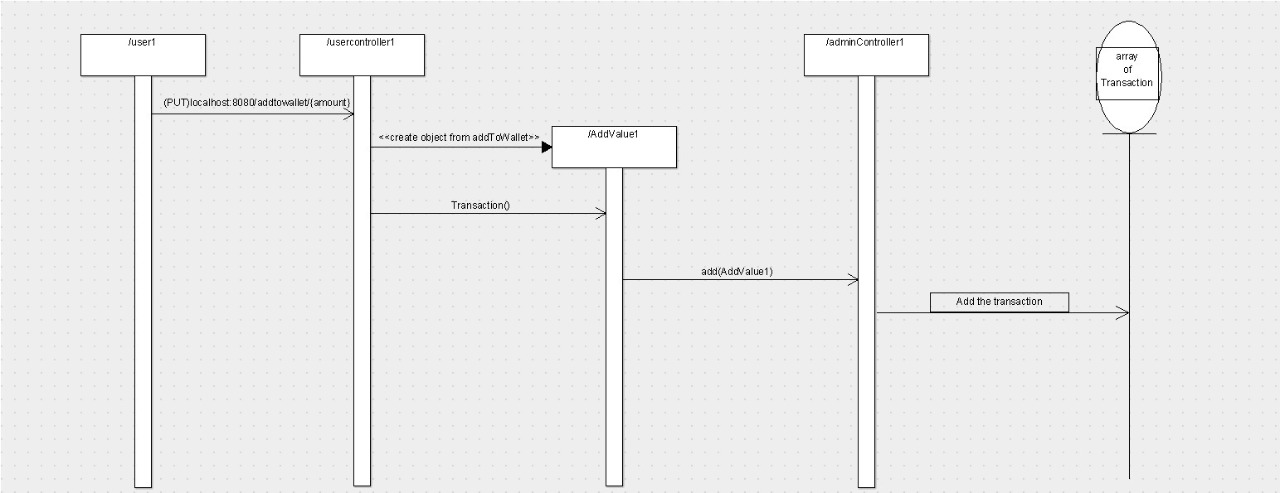 /user1
/usercontroller1
/adminController1
array
of
Transaction
(PUT)localhost:8080/addtowallet/{amount}
<<create object from addToWallet>>
/AddValue1
Transaction()
add(AddValue1)
Add the transaction